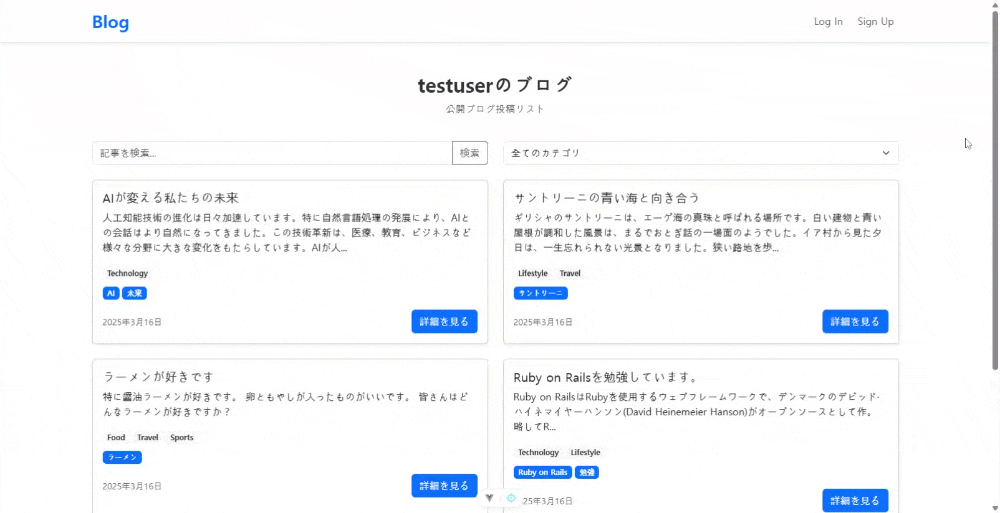 Blog
Log In
Sign Up
testuserのブログ
公開ブログ投稿リスト
記事を検索...
検索
全てのカテゴリ
AIが変える私たちの未来
人工知能技術の進化は日々加速しています。特に自然言語処理の発展により、AIと
の会話はより自然になってきました。この技術革新は、医療、教育、ビジネスなど
様々な分野に大きな変化をもたらしています。AIが人...
Technology
AI 未来
2025年3月16日
詳細を見る
サントリーニの青い海と向き合う
ギリシャのサントリーニは、エーゲ海の真珠と呼ばれる場所です。白い建物と青い
屋根が調和した風景は、まるでおとぎ話の一場面のようでした。イア村から見た夕
日は、一生忘れられない光景となりました。狭い路地を歩...
Lifestyle Travel
サントリーニ
2025年3月16日
詳細を見る
ラーメンが好きです
特に醤油ラーメンが好きです。 卵ともやしが入ったものがいいです。 皆さんはど
んなラーメンが好きですか？
Food Travel Sports
ラーメン
2025年3月16日
詳細を見る
Ruby on Railsを勉強しています。
Ruby on RailsはRubyを使用するウェブフレームワークで、デンマークのデビッド·
ハイネマイヤーハンソン(David Heinemeier Hanson)がオープンソースとして作。
略してR...
Technology Lifestyle
Ruby on Rails 勉強
25年3月16日
詳細を見る